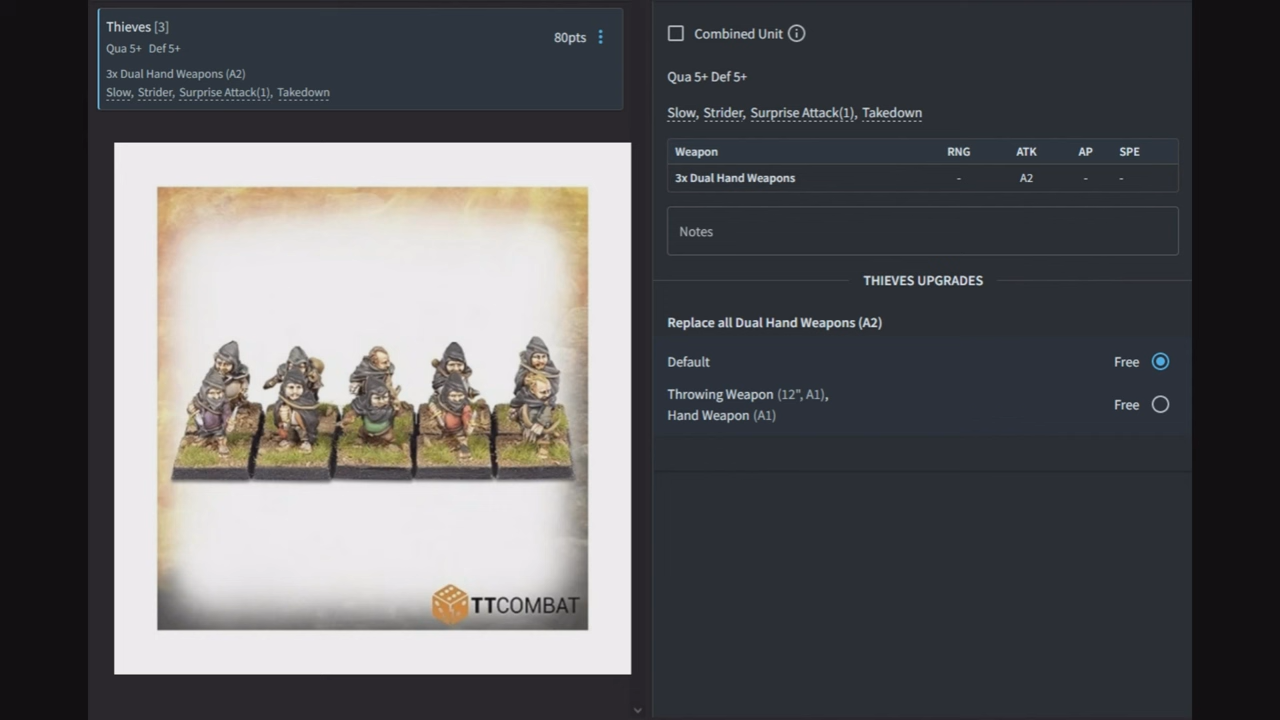 Thieves [3]
Qua 5+ Def 5+
80pts
3x Dual Hand Weapons (A2)
Slow, Strider, Surprise Attack(1), Takedown
TTCOMBAT
Combined Unit
Qua 5+ Def 5+
Slow, Strider, Surprise Attack(1), Takedown
Weapon RNG ATK AP SPE
3x Dual Hand Weapons - A2 - -
Notes
THIEVES UPGRADES
Replace all Dual Hand Weapons (A2)
Default Free
Throwing Weapon (12", A1),
Hand Weapon (A1)
Free